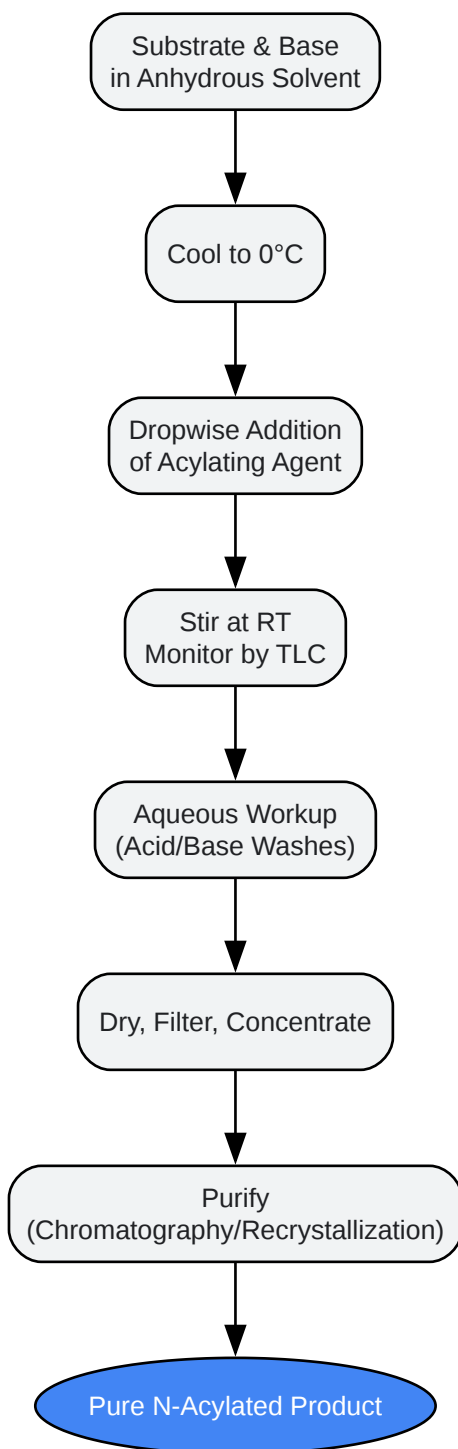 Substrate & Base
in Anhydrous Solvent
Cool to 0°C
Dropwise Addition
of Acylating Agent
Stir at RT
Monitor by TLC
Aqueous Workup
(Acid/Base Washes)
Dry, Filter, Concentrate
Purify
(Chromatography/Recrystallization)
Pure N-Acylated Product